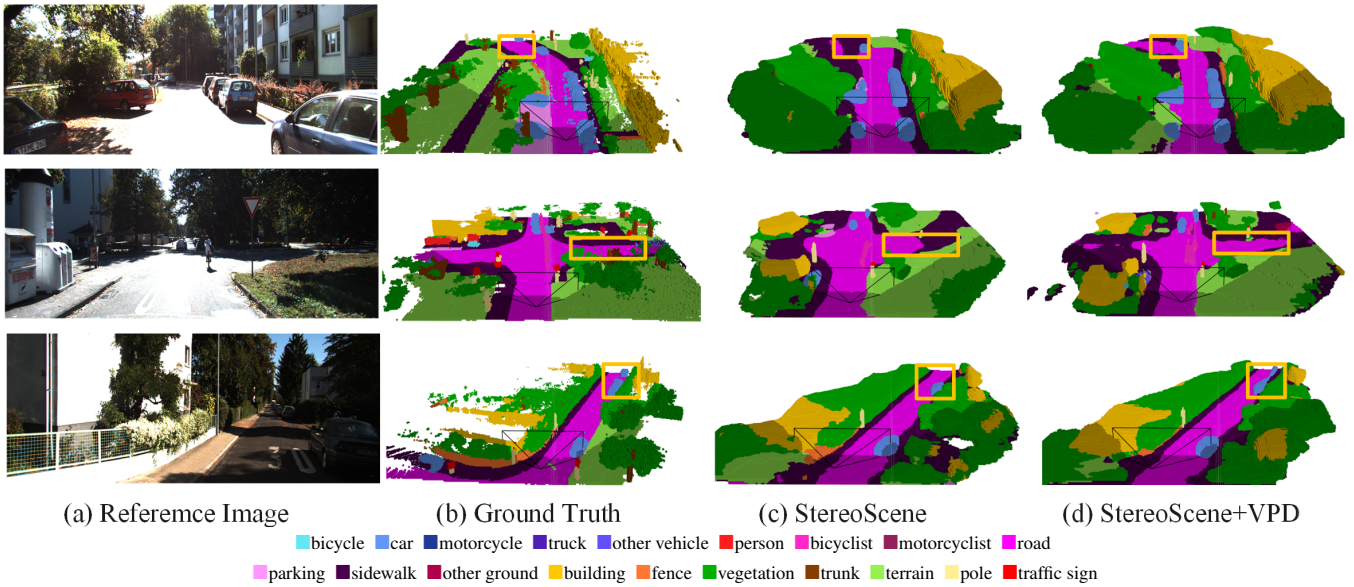 (a) Referemce Image (b) Ground Truth (c) StereoScene (d) StereoScene+VPD
bicycle car motorcycle truck other vehicle person bicyclist motorcyclist road
parking sidewalk other ground building fence vegetation trunk terrain pole traffic sign